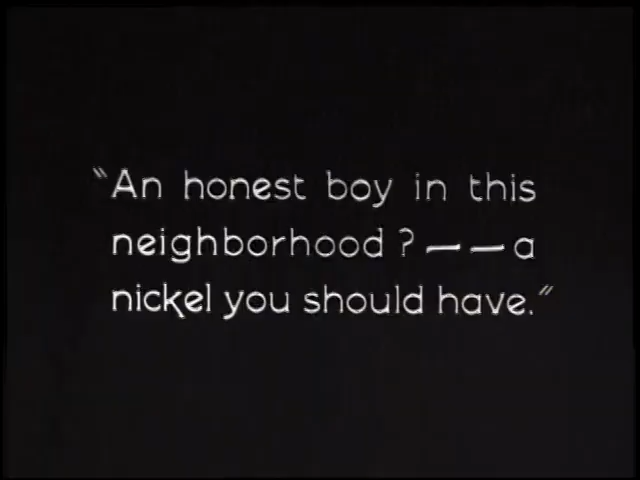 "An honest boy in this
neighborhood? — — a
nickel you should have."